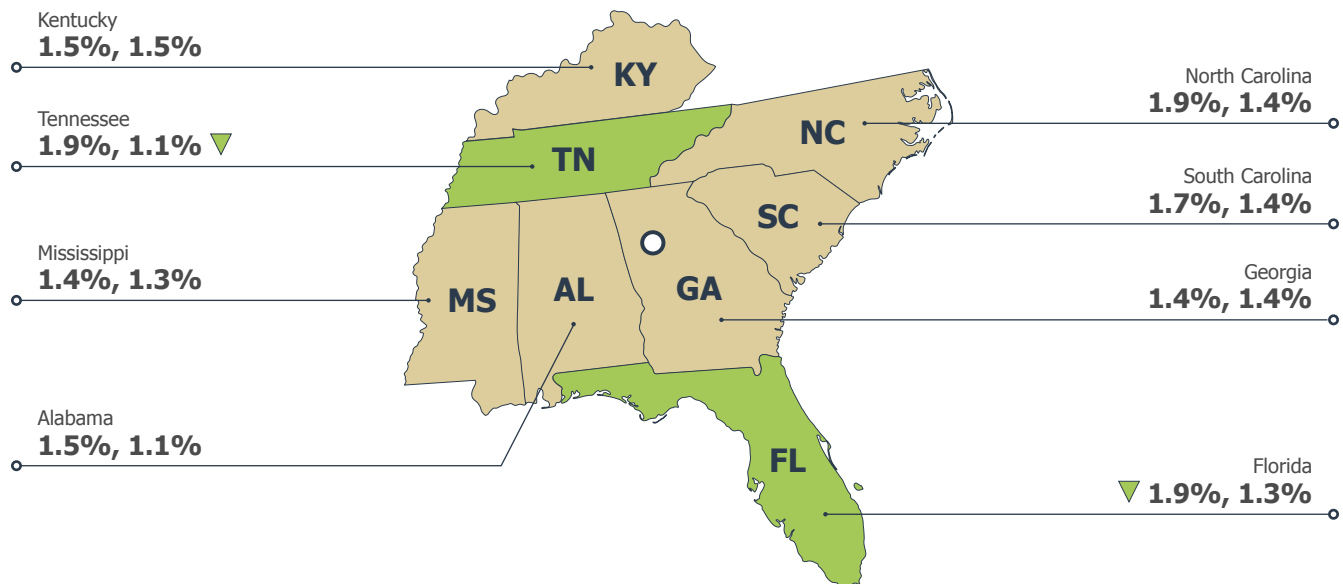 Kentucky
1.5%, 1.5%
Tennessee
1.9%, 1.1%
Mississippi
1.4%, 1.3%
Alabama
1.5%, 1.1%
KY
TN
NC
SC
MS
AL
GA
FL
North Carolina
1.9%, 1.4%
South Carolina
1.7%, 1.4%
Georgia
1.4%, 1.4%
Florida
1.9%, 1.3%